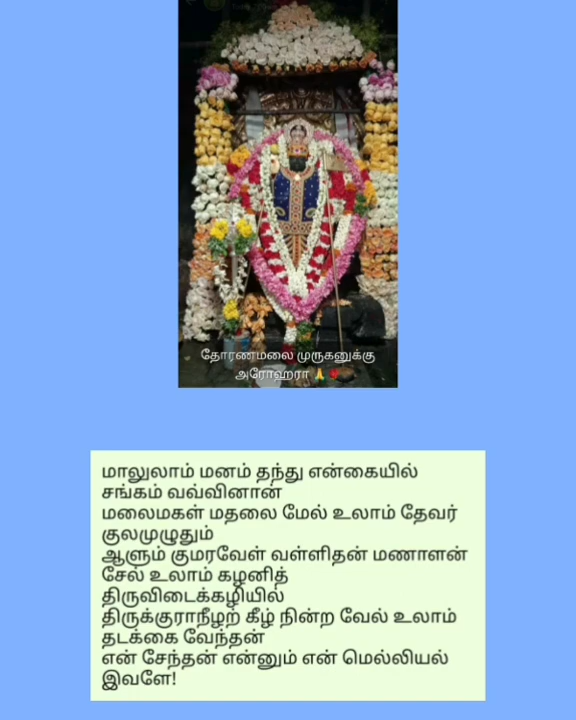 தோரணமலை முருகனுக்கு
அரோஹரா 🙏🌹
மாலுலாம் மனம் தந்து என்கையில்
சங்கம் வவ்வினான்
மலைமகள் மதலை மேல் உலாம் தேவர்
குலமுழுதும்
ஆளும் குமரவேள் வள்ளிதன் மணாளன்
சேல் உலாம் கழனித்
திருவிடைக்கழியில்
திருக்குராநீழற் கீழ் நின்ற வேல் உலாம்
தடக்கை வேந்தன்
என் சேந்தன் என்னும் என் மெல்லியல்
இவளே!